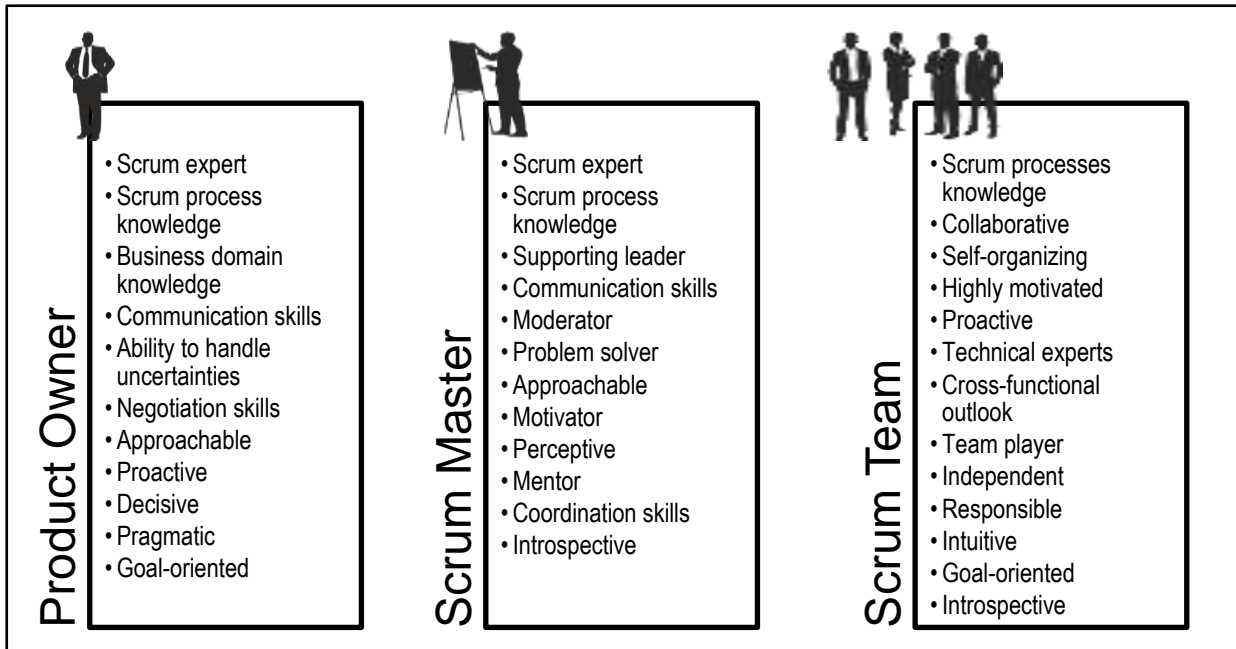 Product Owner
• Scrum expert
• Scrum process
knowledge
• Business domain
knowledge
• Communication skills
• Ability to handle
uncertainties
• Negotiation skills
• Approachable
• Proactive
• Decisive
• Pragmatic
• Goal-oriented
Scrum Master
• Scrum expert
• Scrum process
knowledge
• Supporting leader
• Communication skills
• Moderator
• Problem solver
• Approachable
• Motivator
• Perceptive
• Mentor
• Coordination skills
• Introspective
Scrum Team
• Scrum processes
knowledge
• Collaborative
• Self-organizing
• Highly motivated
• Proactive
• Technical experts
• Cross-functional
outlook
• Team player
• Independent
• Responsible
• Intuitive
• Goal-oriented
• Introspective